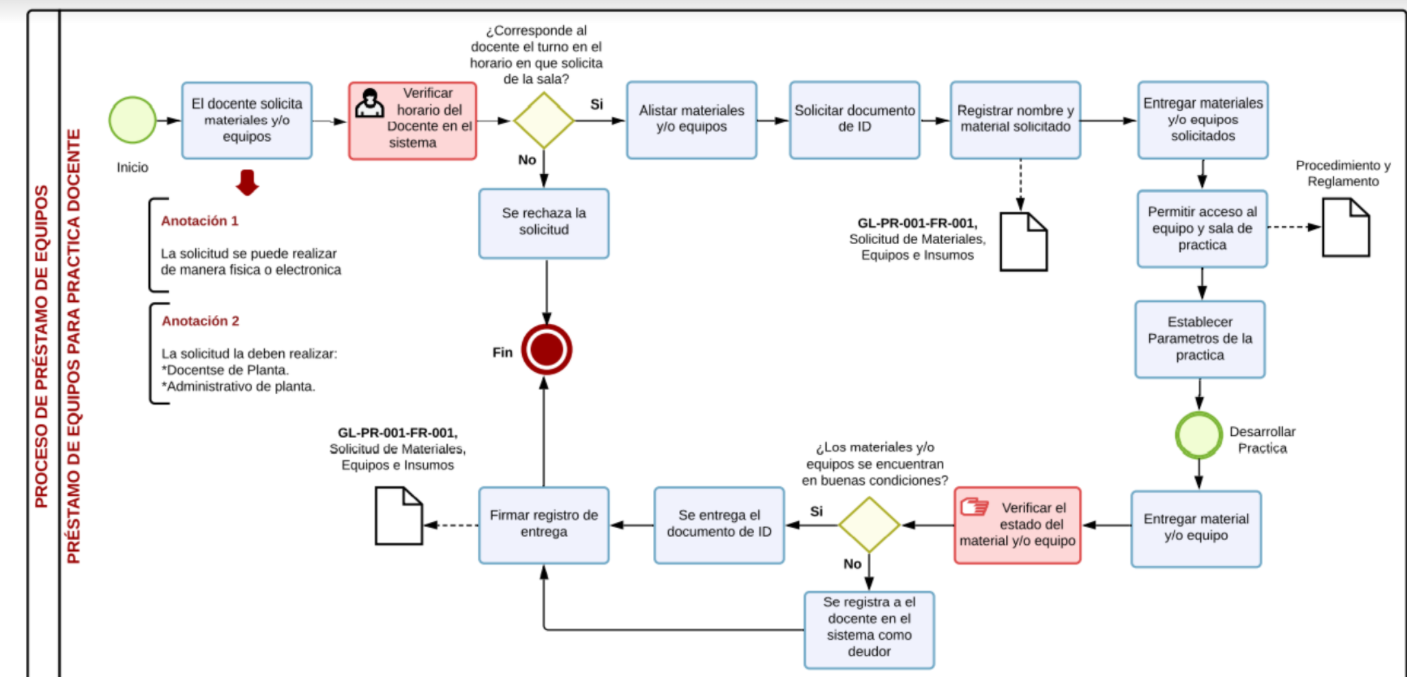 PROCESO DE PRÉSTAMO DE EQUIPOS
PRÉSTAMO DE EQUIPOS PARA PRACTICA DOCENTE
Inicio
El docente solicita
materiales y/o
equipos
Anotación 1
La solicitud se puede realizar
de manera fisica o electronica
Anotación 2
La solicitud la deben realizar:
*Docentse de Planta.
*Administrativo de planta.
Verificar
horario del
Docente en el
sistema
¿Corresponde al
docente el turno en el
horario en que solicita
de la sala?
Si
No
Se rechaza la
solicitud
Fin
Alistar materiales
y/o equipos
Solicitar documento
de ID
Registrar nombre y
material solicitado
GL-PR-001-FR-001,
Solicitud de Materiales,
Equipos e Insumos
Entregar materiales
y/o equipos
solicitados
Permitir acceso al
equipo y sala de
practica
Procedimiento y
Reglamento
Establecer
Parametros de la
practica
Desarrollar
Practica
Entregar material
y/o equipo
Verificar el
estado del
material y/o equipo
¿Los materiales y/o
equipos se encuentran
en buenas condiciones?
Si
No
Se registra a el
docente en el
sistema como
deudor
Se entrega el
documento de ID
Firmar registro de
entrega
GL-PR-001-FR-001,
Solicitud de Materiales,
Equipos e Insumos